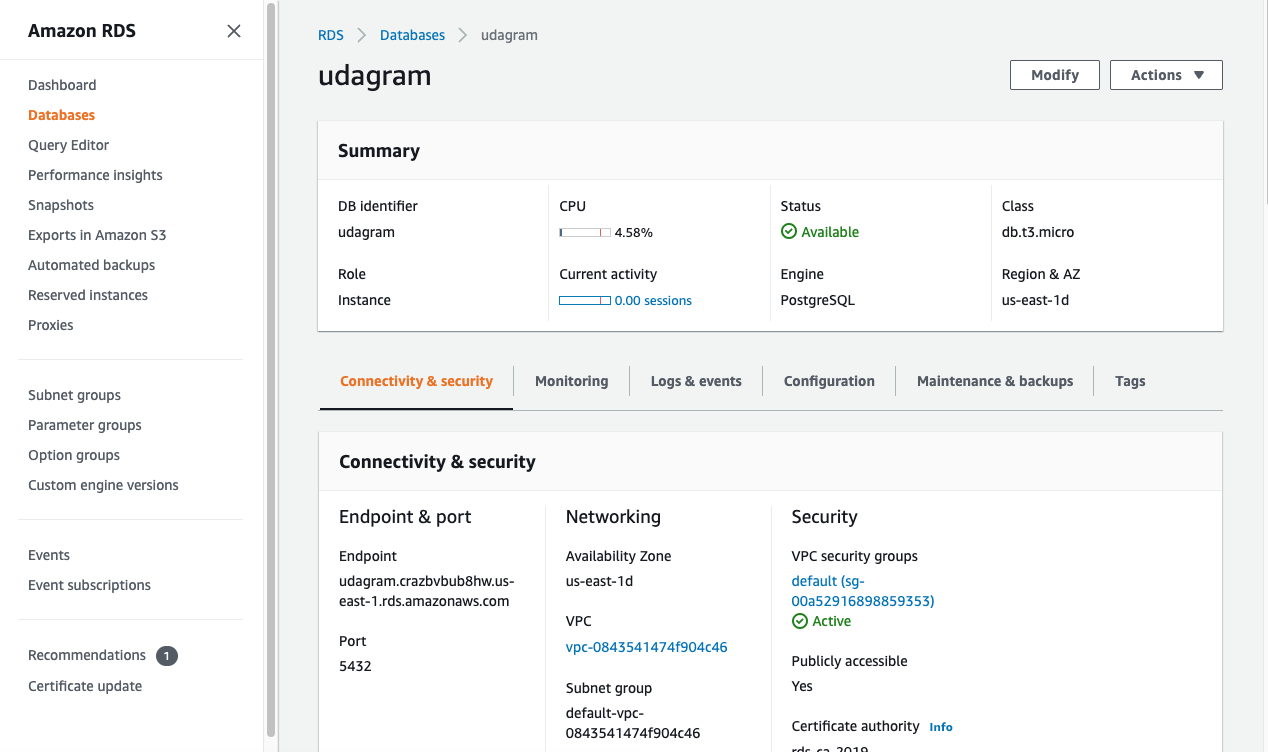 Amazon RDS
Dashboard
Databases
Query Editor
Performance insights
Snapshots
Exports in Amazon S3
Automated backups
Reserved instances
Proxies
Subnet groups
Parameter groups
Option groups
Custom engine versions
Events
Event subscriptions
Recommendations 1
Certificate update
RDS Databases udagram
udagram
Modify Actions
Summary
DB identifier
udagram
CPU
4.58%
Status
Available
Class
db.t3.micro
Role
Instance
Current activity
0.00 sessions
Engine
PostgreSQL
Region & AZ
us-east-1d
Connectivity & security Monitoring Logs & events Configuration Maintenance & backups Tags
Connectivity & security
Endpoint & port
Endpoint
udagram.crazbvbub8hw.us-
east-1.rds.amazonaws.com
Port
5432
Networking
Availability Zone
us-east-1d
VPC
vpc-0843541474f904c46
Subnet group
default-vpc-
0843541474f904c46
Security
VPC security groups
default (sg-
00a52916898859353)
Active
Publicly accessible
Yes
Certificate authority Info
rds-ca-2019